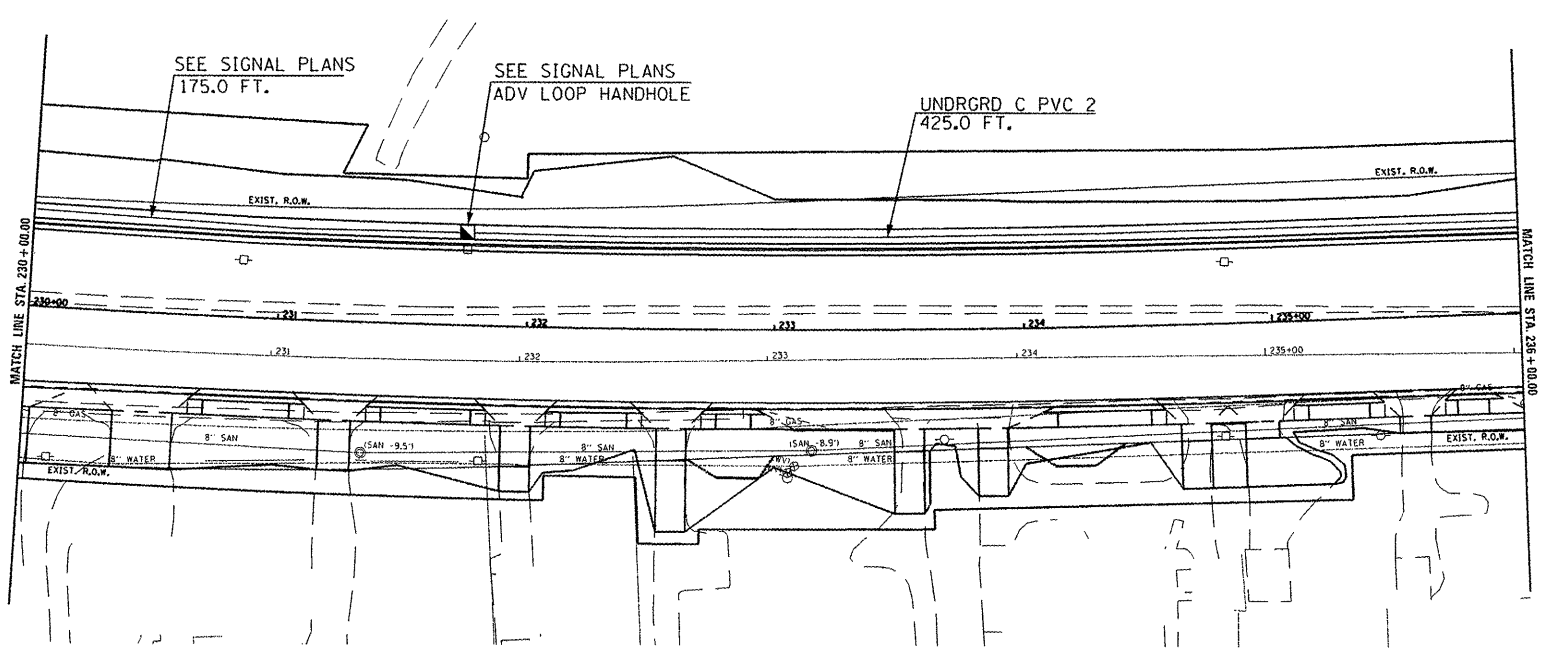 SEE SIGNAL PLANS
175.0 FT.
SEE SIGNAL PLANS
ADV LOOP HANDHOLE
UNDRGRD C PVC 2
425.0 FT.
EXIST. R.O.W.
EXIST. R.O.W.
MATCH LINE STA. 230+00.00
MATCH LINE STA. 236+00.00
230+00
231
232
233
234
235+00
231
232
233
234
235+00
8" GAS
8" GAS
8" GAS
8" SAN
(SAN -9.5')
8" SAN
(SAN -8.9')
8" SAN
8" SAN
8" WATER
8" WATER
(WV)
8" WATER
8" WATER
EXIST. R.O.W.
EXIST. R.O.W.